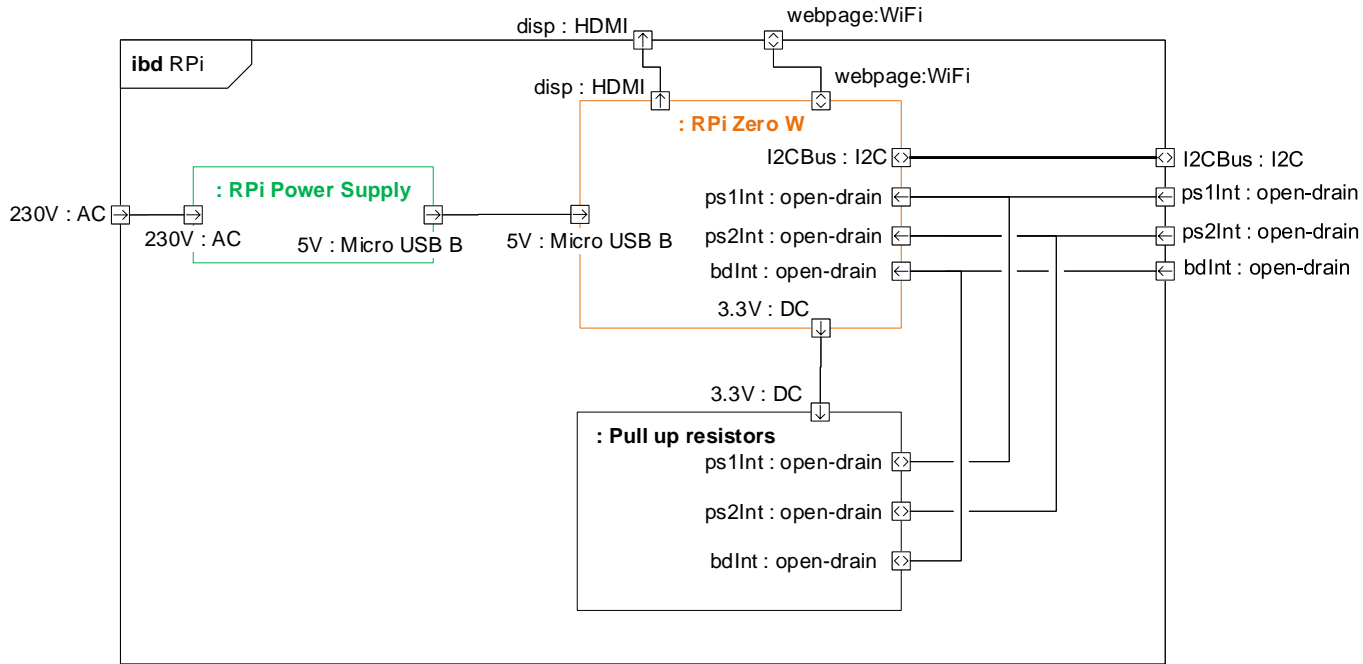 disp : HDMI
webpage:WiFi
ibd RPi
disp : HDMI
webpage:WiFi
: RPi Zero W
I2CBus : I2C
I2CBus : I2C
: RPi Power Supply
ps1Int : open-drain
ps1Int : open-drain
230V : AC
230V : AC
5V : Micro USB B
5V : Micro USB B
ps2Int : open-drain
ps2Int : open-drain
bdInt : open-drain
bdInt : open-drain
3.3V : DC
3.3V : DC
: Pull up resistors
ps1Int : open-drain
ps2Int : open-drain
bdInt : open-drain